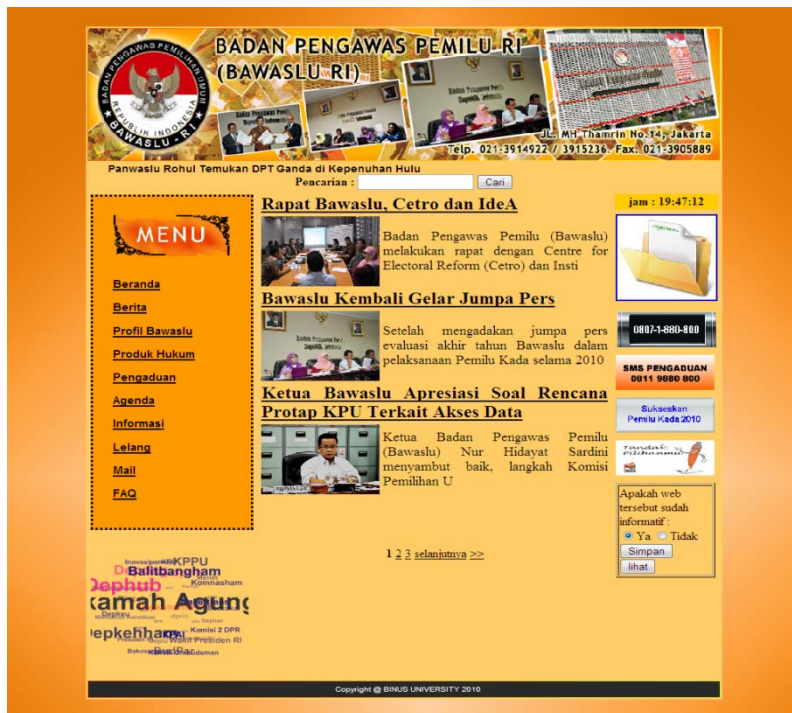 BADAN PENGAWAS PEMILU RI
(BAWASLU RI)
BADAN PENGAWAS PEMILIHAN UMUM
REPUBLIK INDONESIA
BAWASLU - RI
JL. MH Thamrin No.14, Jakarta
Telp. 021-3914922 / 3915236. Fax: 021-3905889
Panwaslu Rohul Temukan DPT Ganda di Kepenuhan Hulu
Pencarian : Cari
MENU
Beranda
Berita
Profil Bawaslu
Produk Hukum
Pengaduan
Agenda
Informasi
Lelang
Mail
FAQ
KPPU
Balitbangham
Dephub
Komnasham
kamah Agung
Depkeu
Dephan
epkehha
KPAI
Komisi 2 DPR
Wakil Presiden RI
Rapat Bawaslu, Cetro dan IdeA
Badan Pengawas Pemilu (Bawaslu)
melakukan rapat dengan Centre for
Electoral Reform (Cetro) dan Insti
Bawaslu Kembali Gelar Jumpa Pers
Setelah mengadakan jumpa pers
evaluasi akhir tahun Bawaslu dalam
pelaksanaan Pemilu Kada selama 2010
Ketua Bawaslu Apresiasi Soal Rencana
Protap KPU Terkait Akses Data
Ketua Badan Pengawas Pemilu
(Bawaslu) Nur Hidayat Sardini
menyambut baik, langkah Komisi
Pemilihan U
1 2 3 selanjutnya >>
jam : 19:47:12
0807-1-880-800
SMS PENGADUAN
0811 9880 800
Sukseskan
Pemilu Kada 2010
Tandai
Pilihanmu
Apakah web
tersebut sudah
informatif :
Ya Tidak
Simpan
lihat
Copyright @ BINUS UNIVERSITY 2010